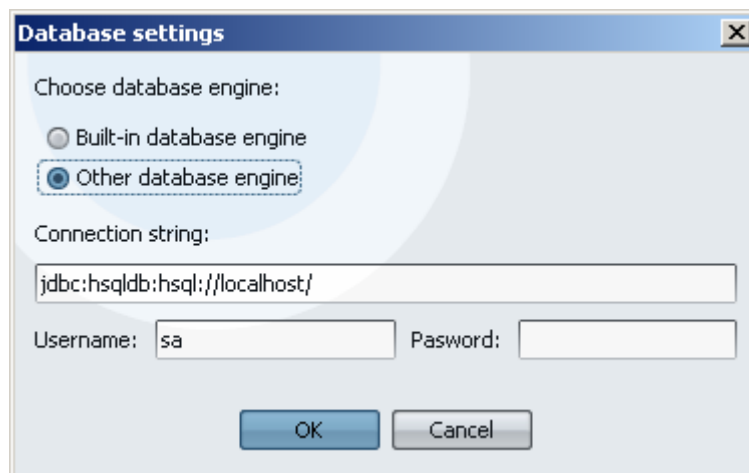 Database settings
Choose database engine:
Built-in database engine
Other database engine
Connection string:
jdbc:hsqldb:hsql://localhost/
Username: sa Pasword:
OK Cancel